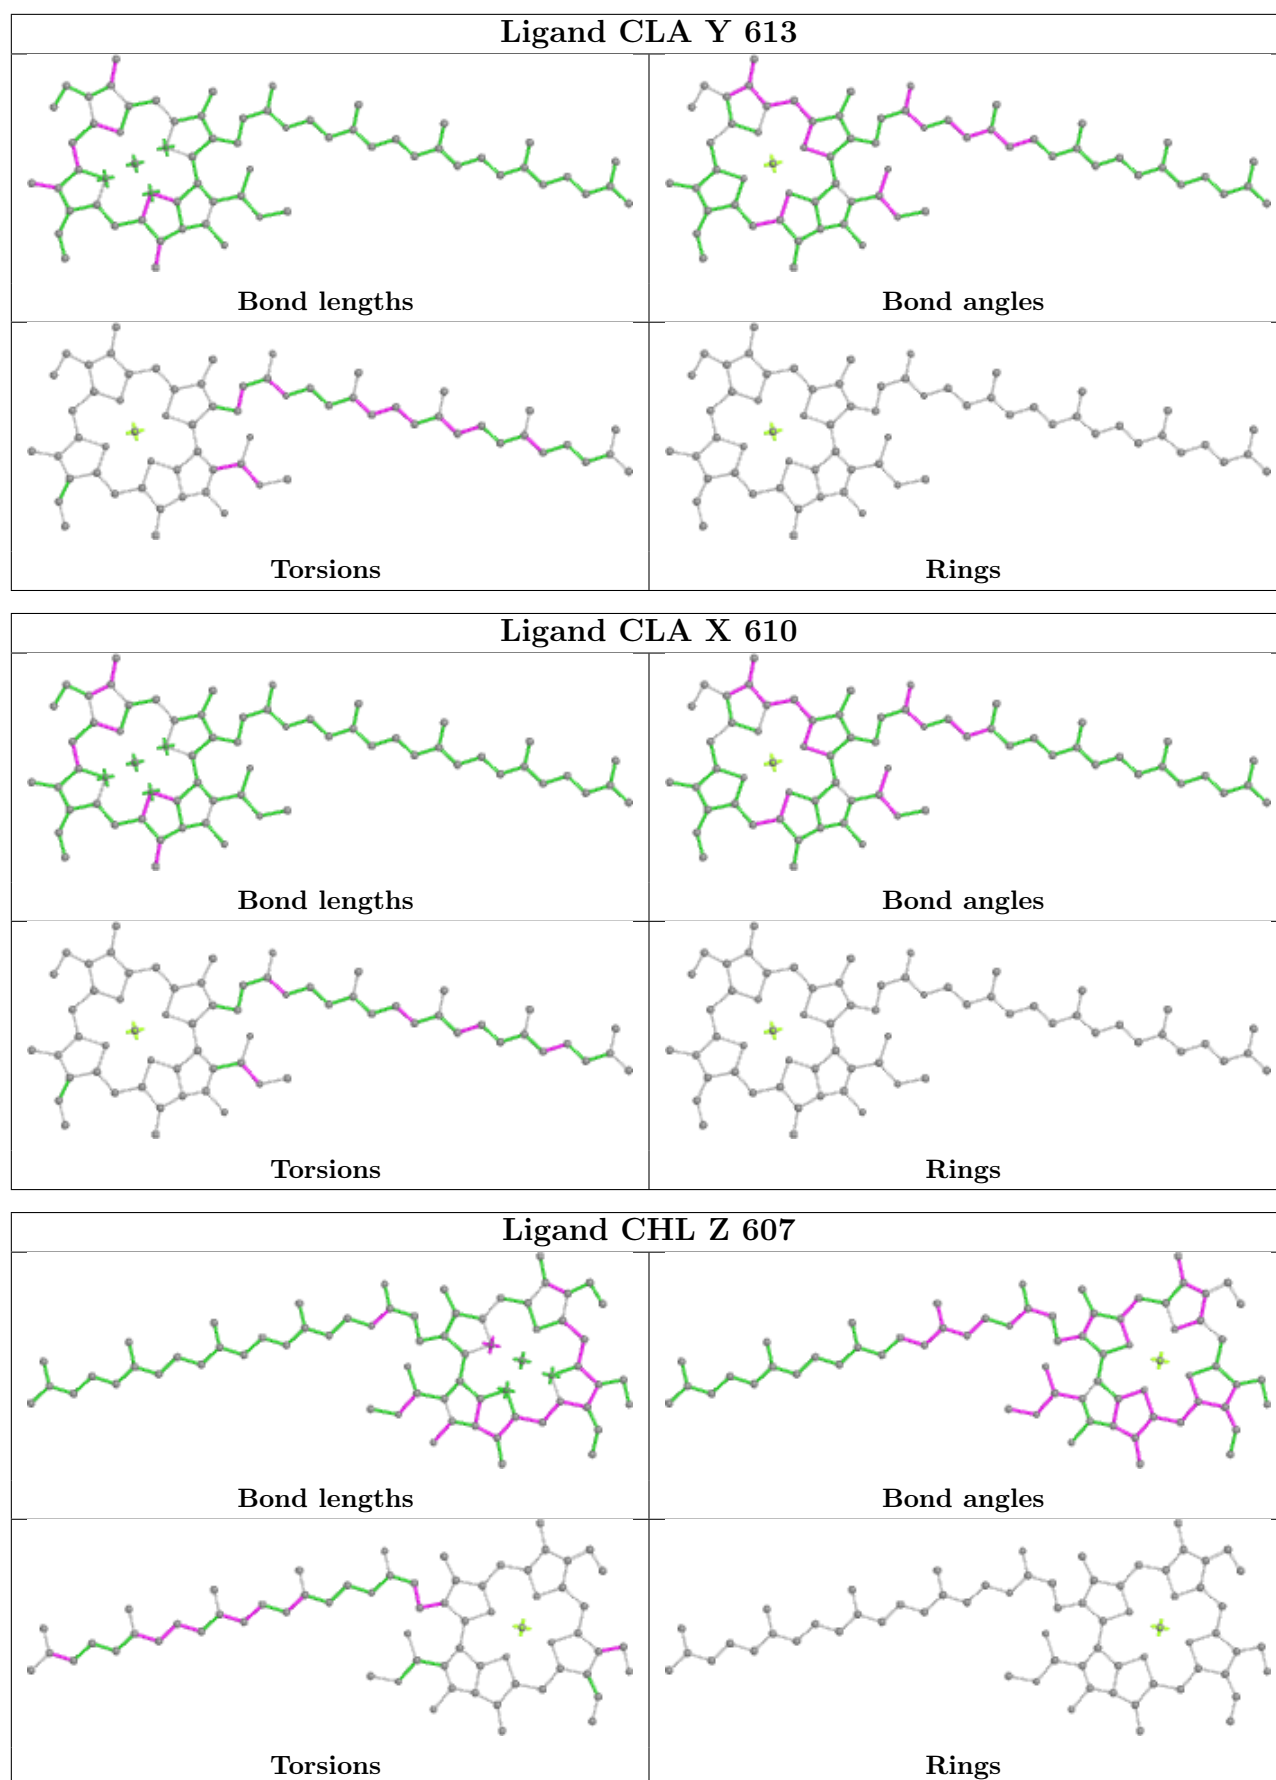 Ligand CLA Y 613
Bond lengths
Bond angles
Torsions
Rings
Ligand CLA X 610
Bond lengths
Bond angles
Torsions
Rings
Ligand CHL Z 607
Bond lengths
Bond angles
Torsions
Rings